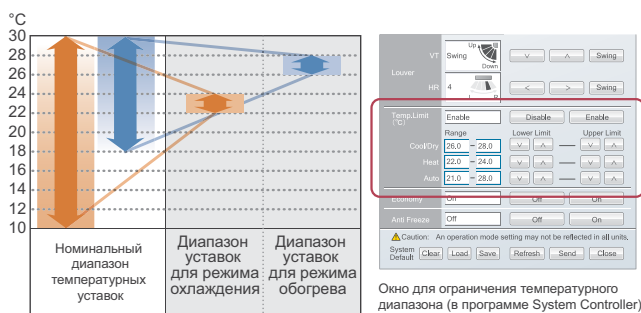 °C
30
28
26
24
22
20
18
16
14
12
10
Номинальный
диапазон
температурных
уставок
Диапазон
уставок
для режима
охлаждения
Диапазон
уставок
для режима
обогрева
Louver
VT Swing Up Down Swing
HR 4 L R < > Swing
Temp.Limit Enable Disable Enable
(°C) Range Lower Limit Upper Limit
Cool/Dry 26.0 – 28.0
Heat 22.0 – 24.0
Auto 21.0 – 28.0
Economy On Off On
Anti Freeze Off Off On
Caution: An operation mode setting may not be reflected in all units.
System
Default Clear Load Save Refresh Send Close
Окно для ограничения температурного
диапазона (в программе System Controller)